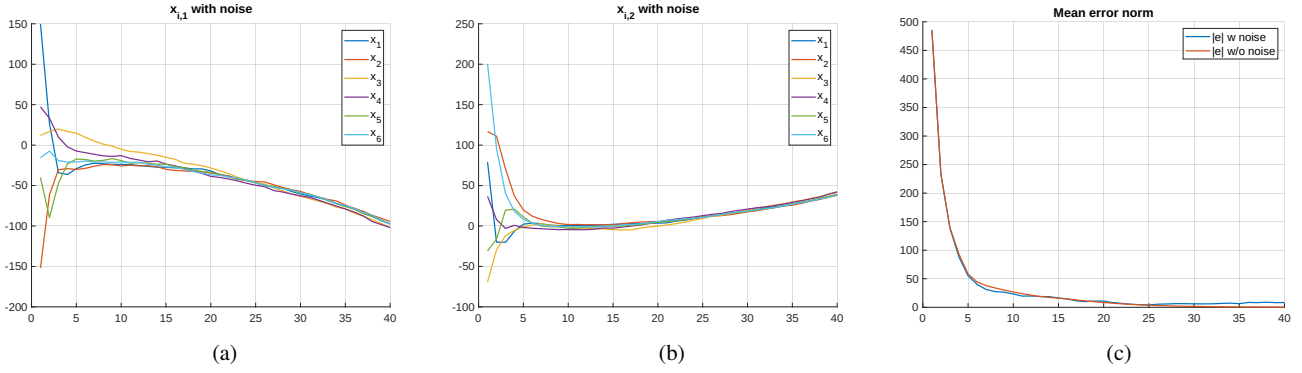 x_{i,1} with noise
150
100
50
0
-50
-100
-150
-200
0 5 10 15 20 25 30 35 40
x_1
x_2
x_3
x_4
x_5
x_6
(a)
x_{i,2} with noise
250
200
150
100
50
0
-50
-100
0 5 10 15 20 25 30 35 40
x_1
x_2
x_3
x_4
x_5
x_6
(b)
Mean error norm
500
450
400
350
300
250
200
150
100
50
0
0 5 10 15 20 25 30 35 40
|e| w noise
|e| w/o noise
(c)